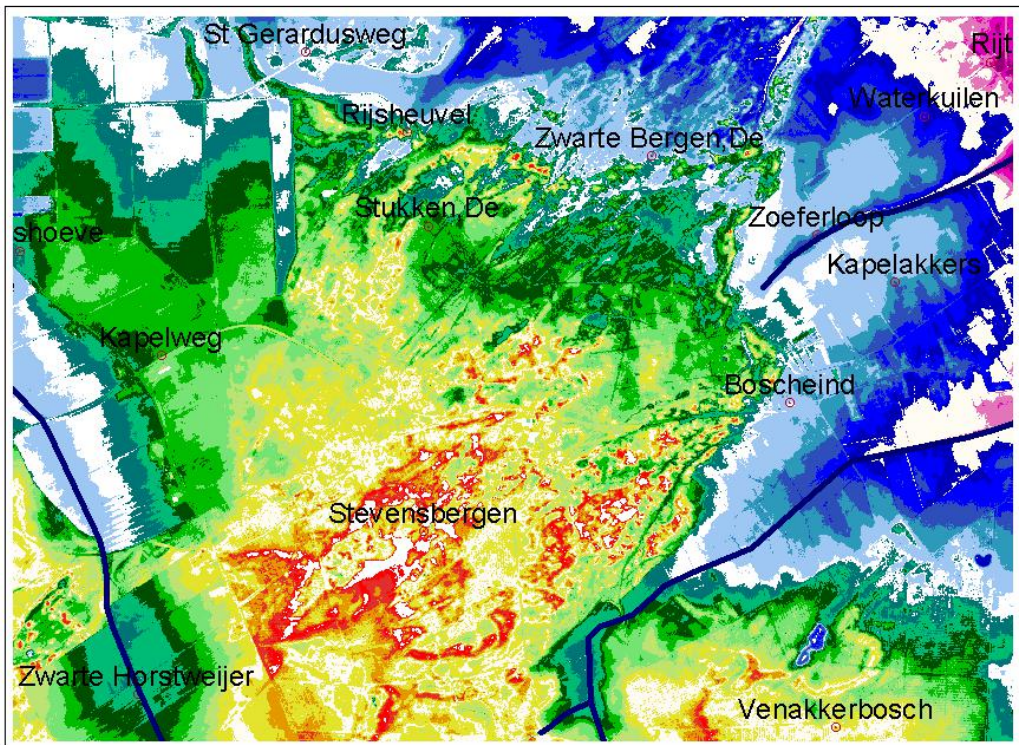 St Gerardusweg
Rijt
Waterkuilen
Rijsheuvel
Zwarte Bergen,De
Stukken,De
Zoeferloop
shoeve
Kapelakkers
Kapelweg
Boscheind
Stevensbergen
Zwarte Horstweijer
Venakkerbosch